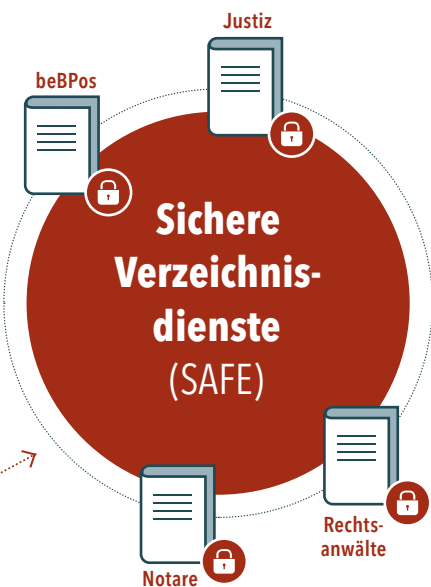 Justiz
beBPos
Sichere
Verzeichnis-
dienste
(SAFE)
Rechts-
anwälte
Notare